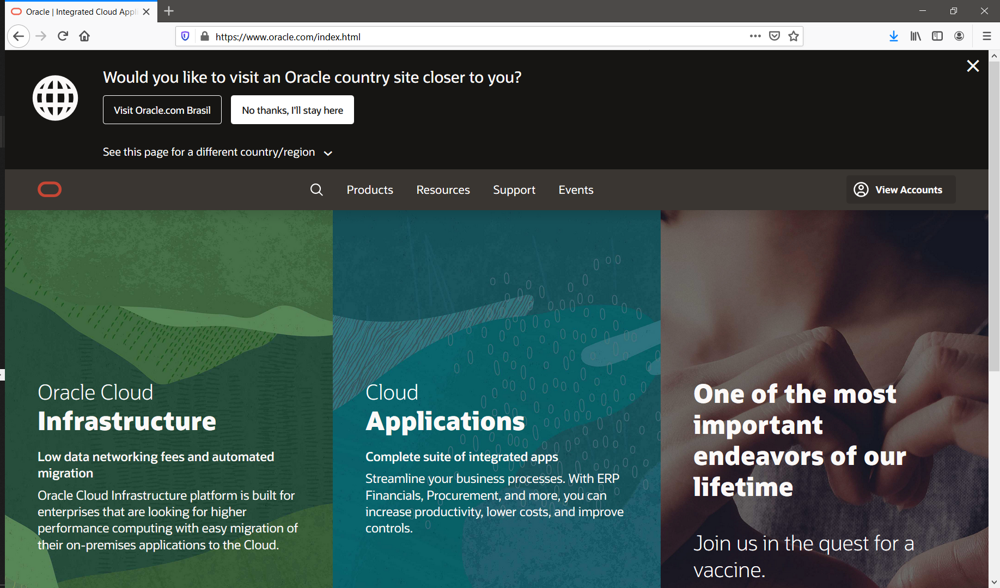 Oracle | Integrated Cloud Appli
https://www.oracle.com/index.html
Would you like to visit an Oracle country site closer to you?
Visit Oracle.com Brasil
No thanks, I'll stay here
See this page for a different country/region
Products
Resources
Support
Events
View Accounts
Oracle Cloud
Infrastructure
Low data networking fees and automated
migration
Oracle Cloud Infrastructure platform is built for
enterprises that are looking for higher
performance computing with easy migration of
their on-premises applications to the Cloud.
Cloud
Applications
Complete suite of integrated apps
Streamline your business processes. With ERP
Financials, Procurement, and more, you can
increase productivity, lower costs, and improve
controls.
One of the most
important
endeavors of our
lifetime
Join us in the quest for a
vaccine.